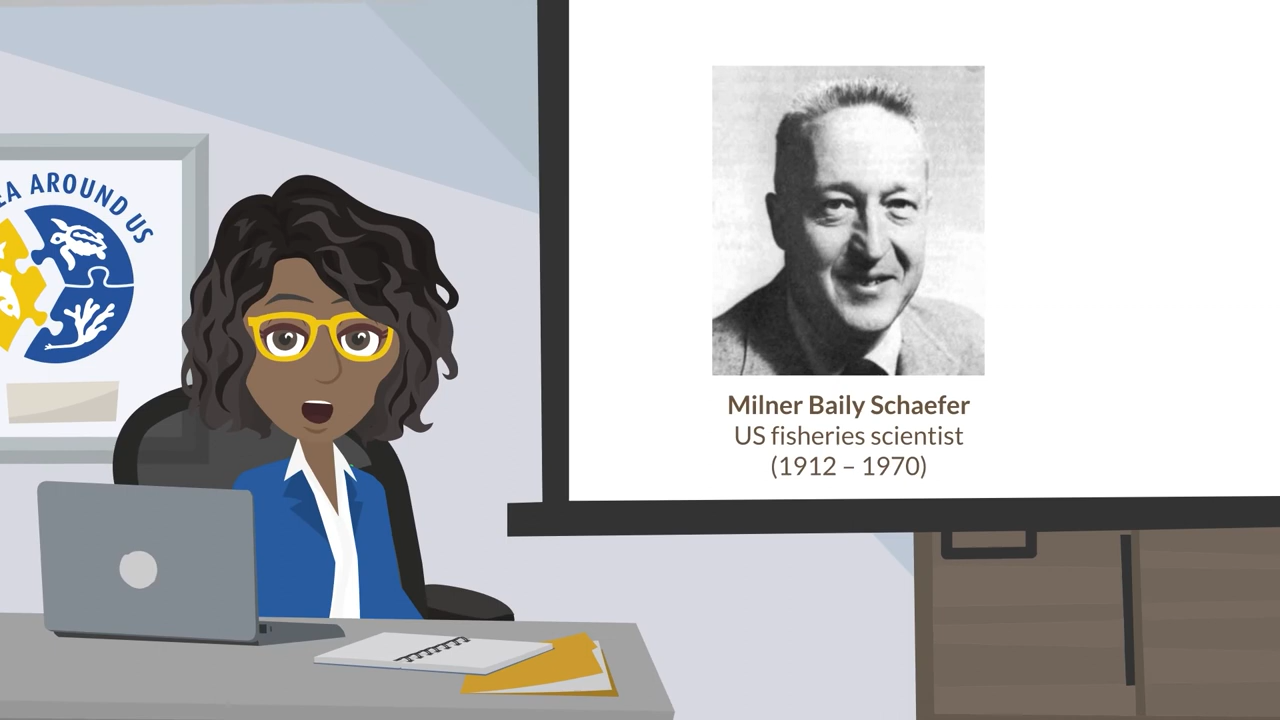 EA AROUND US
Milner Baily Schaefer
US fisheries scientist
(1912 – 1970)